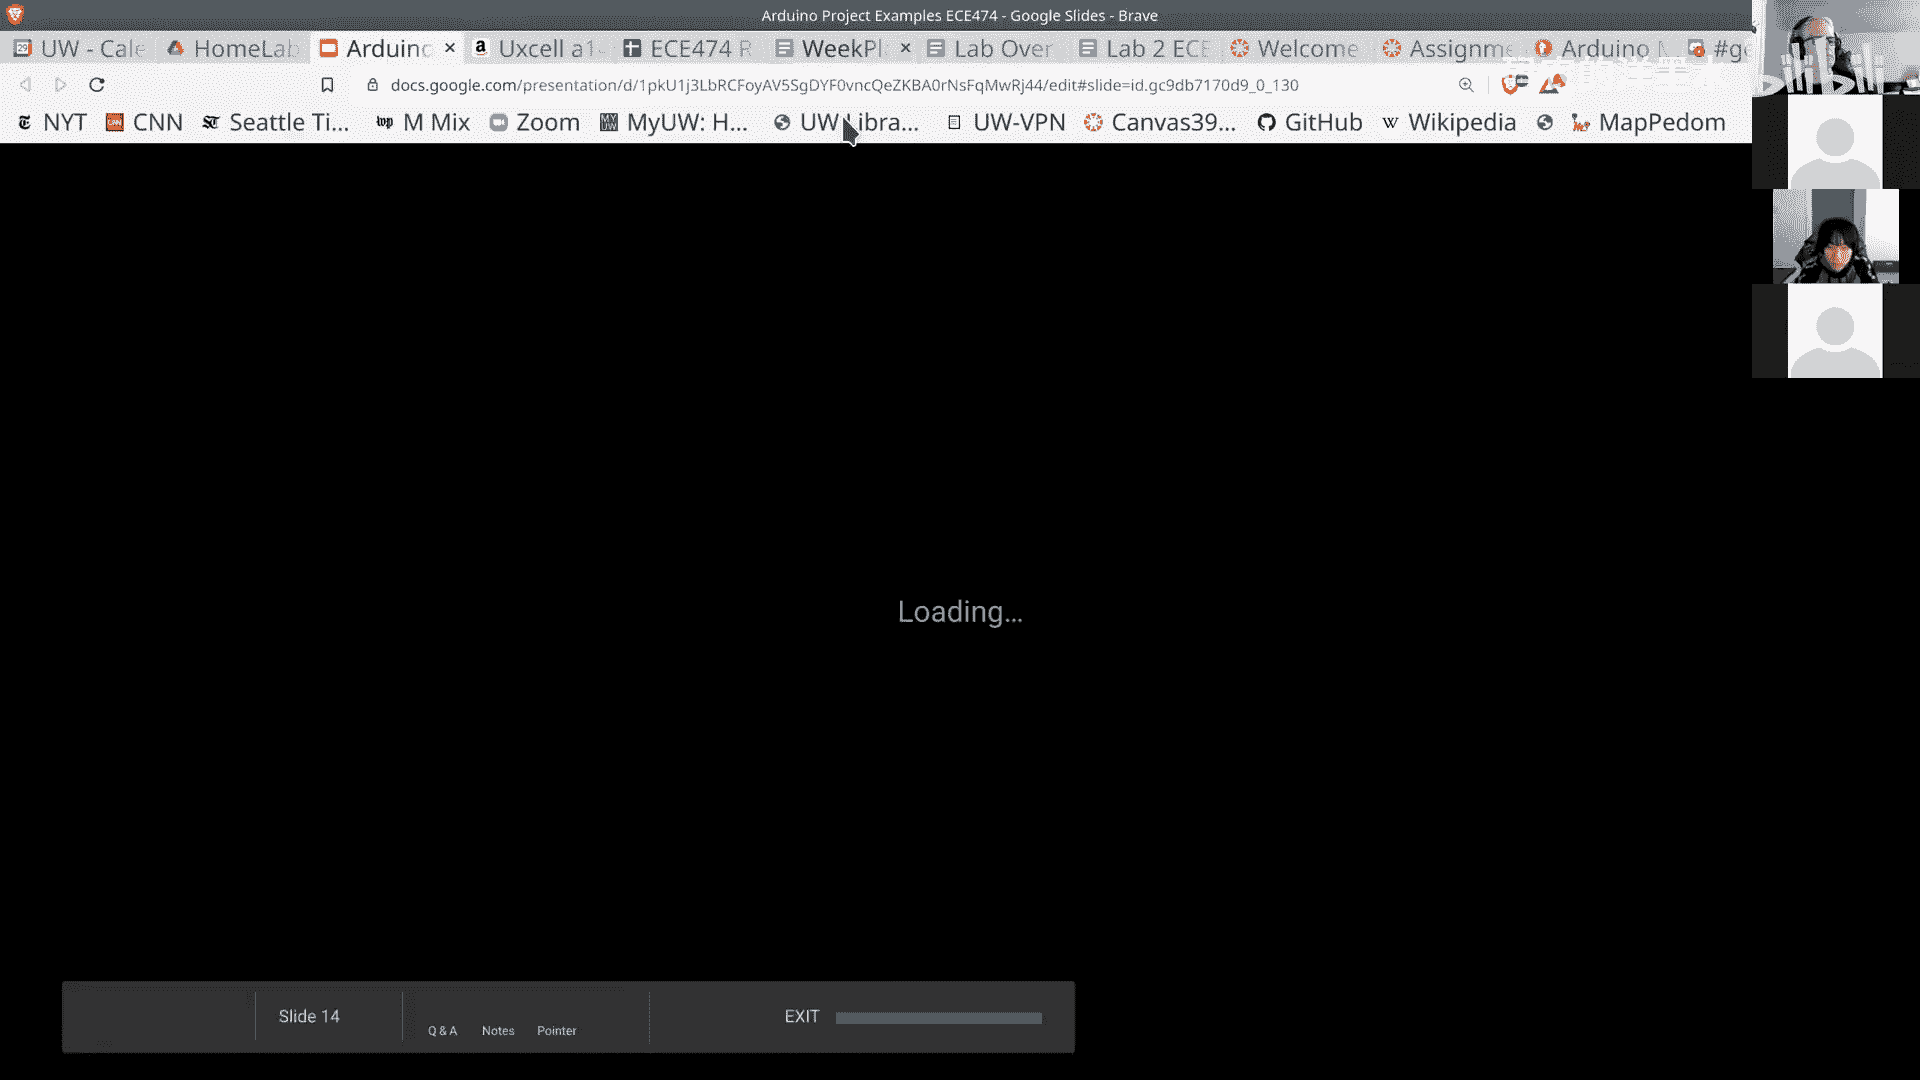 Arduino Project Examples ECE474 - Google Slides - Brave
UW - Cale HomeLab Arduino Uxcell a1- ECE474 R WeekPl Lab Over Lab 2 ECE Welcome Assignme Arduino #ge
docs.google.com/presentation/d/1pkU1j3LbRCFoyAV5SgDYF0vncQeZKBA0rNsFqMwRj44/edit#slide=id.gc9db7170d9_0_130
NYT CNN Seattle Ti... M Mix Zoom MyUW: H... UW Libra... UW-VPN Canvas39... GitHub Wikipedia MapPedom
bilibili
Loading...
Slide 14 Q & A Notes Pointer EXIT